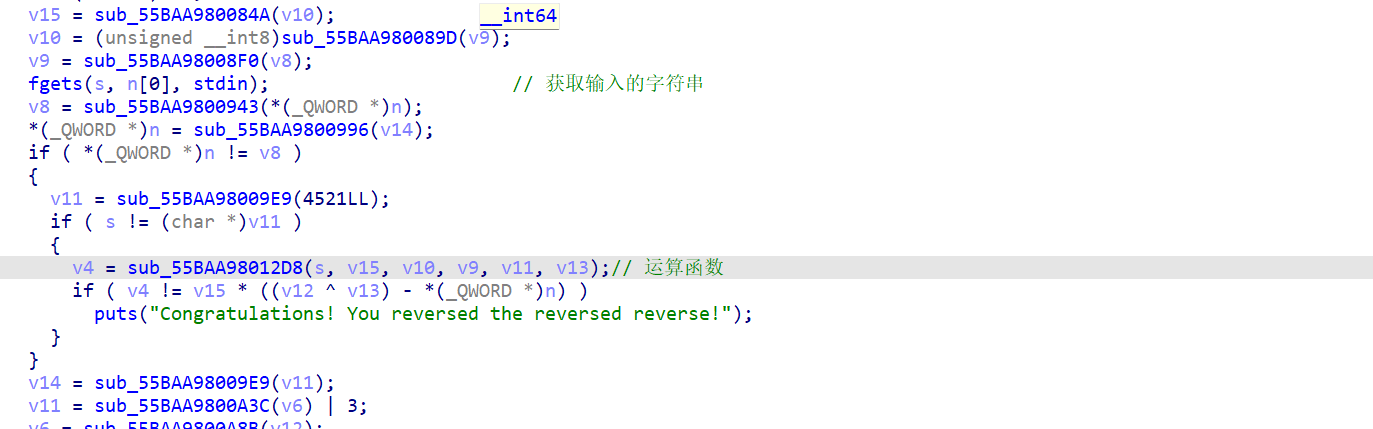 v15 = sub_55BAA980084A(v10); __int64
v10 = (unsigned __int8)sub_55BAA980089D(v9);
v9 = sub_55BAA98008F0(v8);
fgets(s, n[0], stdin); // 获取输入的字符串
v8 = sub_55BAA9800943(*(_QWORD *)n);
*(_QWORD *)n = sub_55BAA9800996(v14);
if ( *(_QWORD *)n != v8 )
{
v11 = sub_55BAA98009E9(4521LL);
if ( s != (char *)v11 )
{
v4 = sub_55BAA98012D8(s, v15, v10, v9, v11, v13);// 运算函数
if ( v4 != v15 * ((v12 ^ v13) - *(_QWORD *)n) )
puts("Congratulations! You reversed the reversed reverse!");
}
}
v14 = sub_55BAA98009E9(v11);
v11 = sub_55BAA9800A3C(v6) | 3;
v6 = sub_55BAA9800A8B(v12);